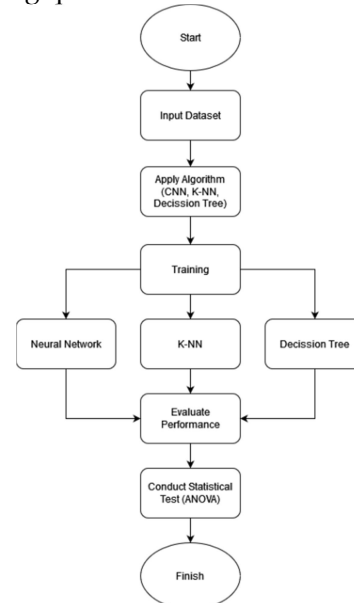 Start
Input Dataset
Apply Algorithm
(CNN, K-NN,
Decission Tree)
Training
Neural Network
K-NN
Decission Tree
Evaluate
Performance
Conduct Statistical
Test (ANOVA)
Finish